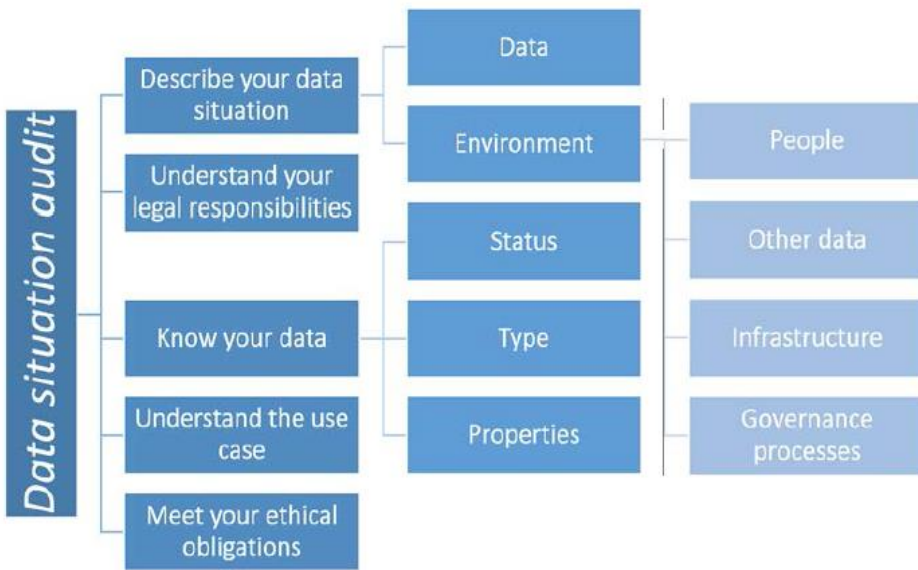 Data situation audit
Describe your data
situation
Understand your
legal responsibilities
Know your data
Understand the use
case
Meet your ethical
obligations
Data
Environment
Status
Type
Properties
People
Other data
Infrastructure
Governance
processes